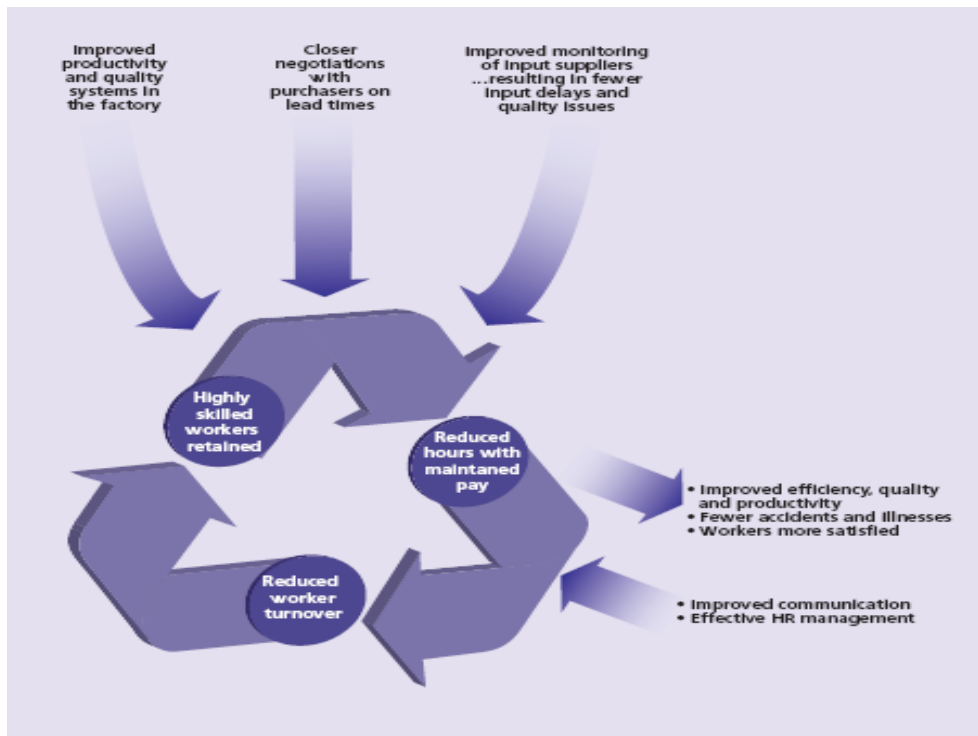 Improved
productivity
and quality
systems in
the factory
Closer
negotiations
with
purchasers on
lead times
Improved monitoring
of input suppliers
...resulting in fewer
input delays and
quality issues
Highly
skilled
workers
retained
Reduced
hours with
maintaned
pay
• Improved efficiency, quality
and productivity
• Fewer accidents and illnesses
• Workers more satisfied
Reduced
worker
turnover
• Improved communication
• Effective HR management